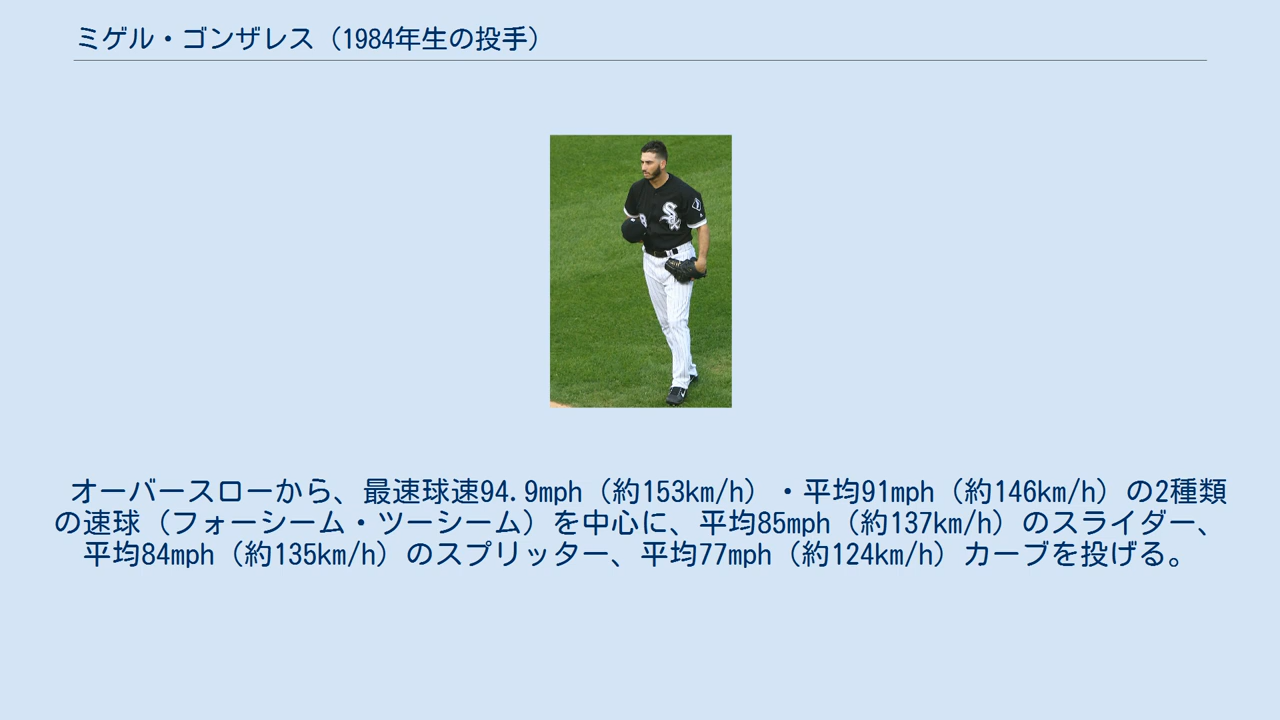 ミゲル・ゴンザレス（1984年生の投手）
オーバースローから、最速球速94.9mph（約153km/h）・平均91mph（約146km/h）の2種類
の速球（フォーシーム・ツーシーム）を中心に、平均85mph（約137km/h）のスライダー、
平均84mph（約135km/h）のスプリッター、平均77mph（約124km/h）カーブを投げる。